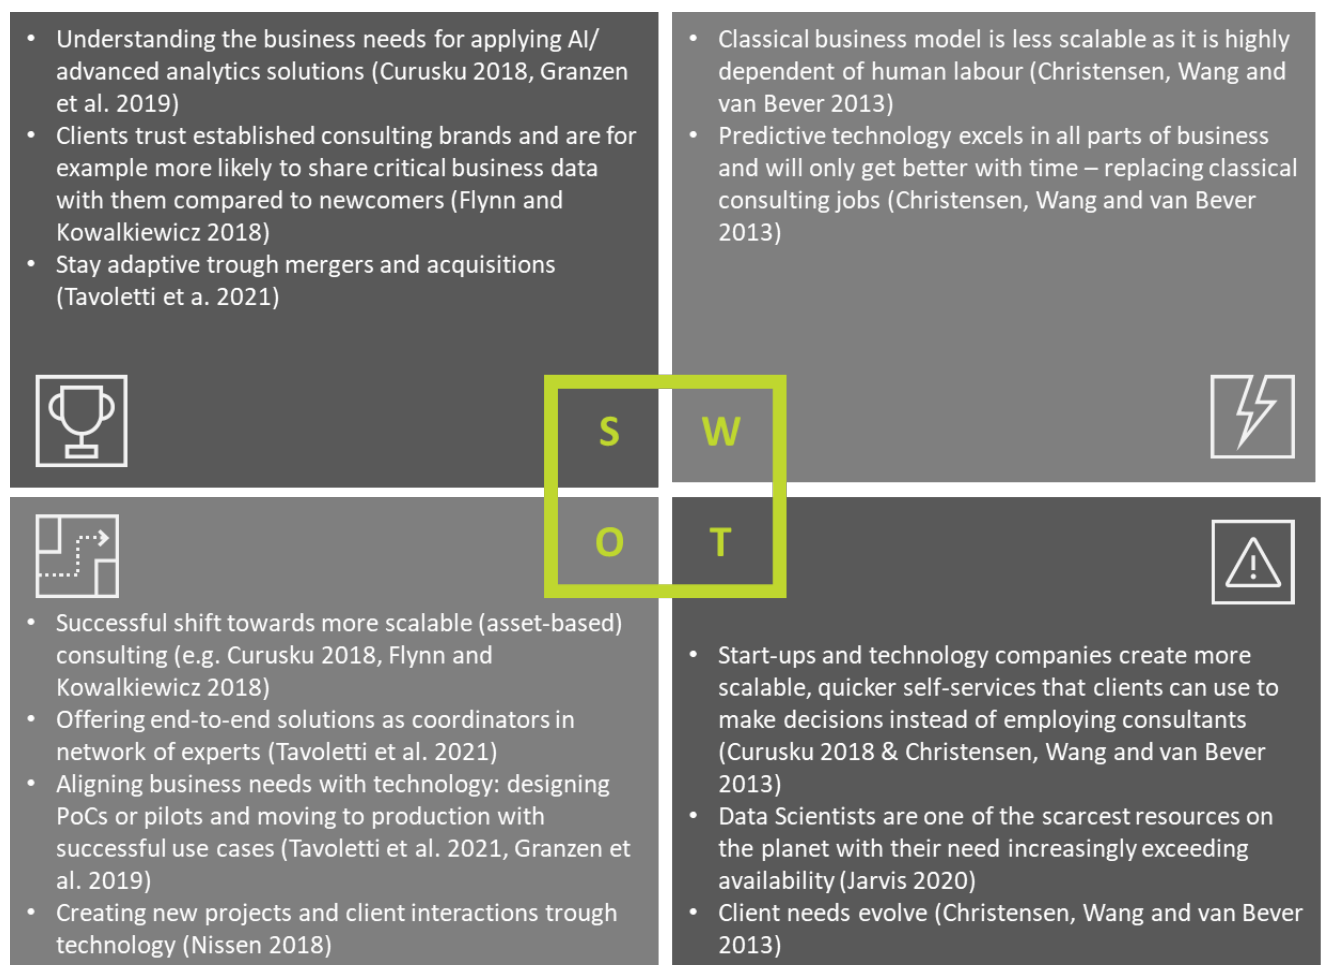 • Understanding the business needs for applying AI/
advanced analytics solutions (Curusku 2018, Granzen
et al. 2019)
• Clients trust established consulting brands and are for
example more likely to share critical business data
with them compared to newcomers (Flynn and
Kowalkiewicz 2018)
• Stay adaptive trough mergers and acquisitions
(Tavoletti et a. 2021)
• Classical business model is less scalable as it is highly
dependent of human labour (Christensen, Wang and
van Bever 2013)
• Predictive technology excels in all parts of business
and will only get better with time – replacing classical
consulting jobs (Christensen, Wang and van Bever
2013)
S
W
O
T
• Successful shift towards more scalable (asset-based)
consulting (e.g. Curusku 2018, Flynn and
Kowalkiewicz 2018)
• Offering end-to-end solutions as coordinators in
network of experts (Tavoletti et al. 2021)
• Aligning business needs with technology: designing
PoCs or pilots and moving to production with
successful use cases (Tavoletti et al. 2021, Granzen et
al. 2019)
• Creating new projects and client interactions trough
technology (Nissen 2018)
• Start-ups and technology companies create more
scalable, quicker self-services that clients can use to
make decisions instead of employing consultants
(Curusku 2018 & Christensen, Wang and van Bever
2013)
• Data Scientists are one of the scarcest resources on
the planet with their need increasingly exceeding
availability (Jarvis 2020)
• Client needs evolve (Christensen, Wang and van Bever
2013)